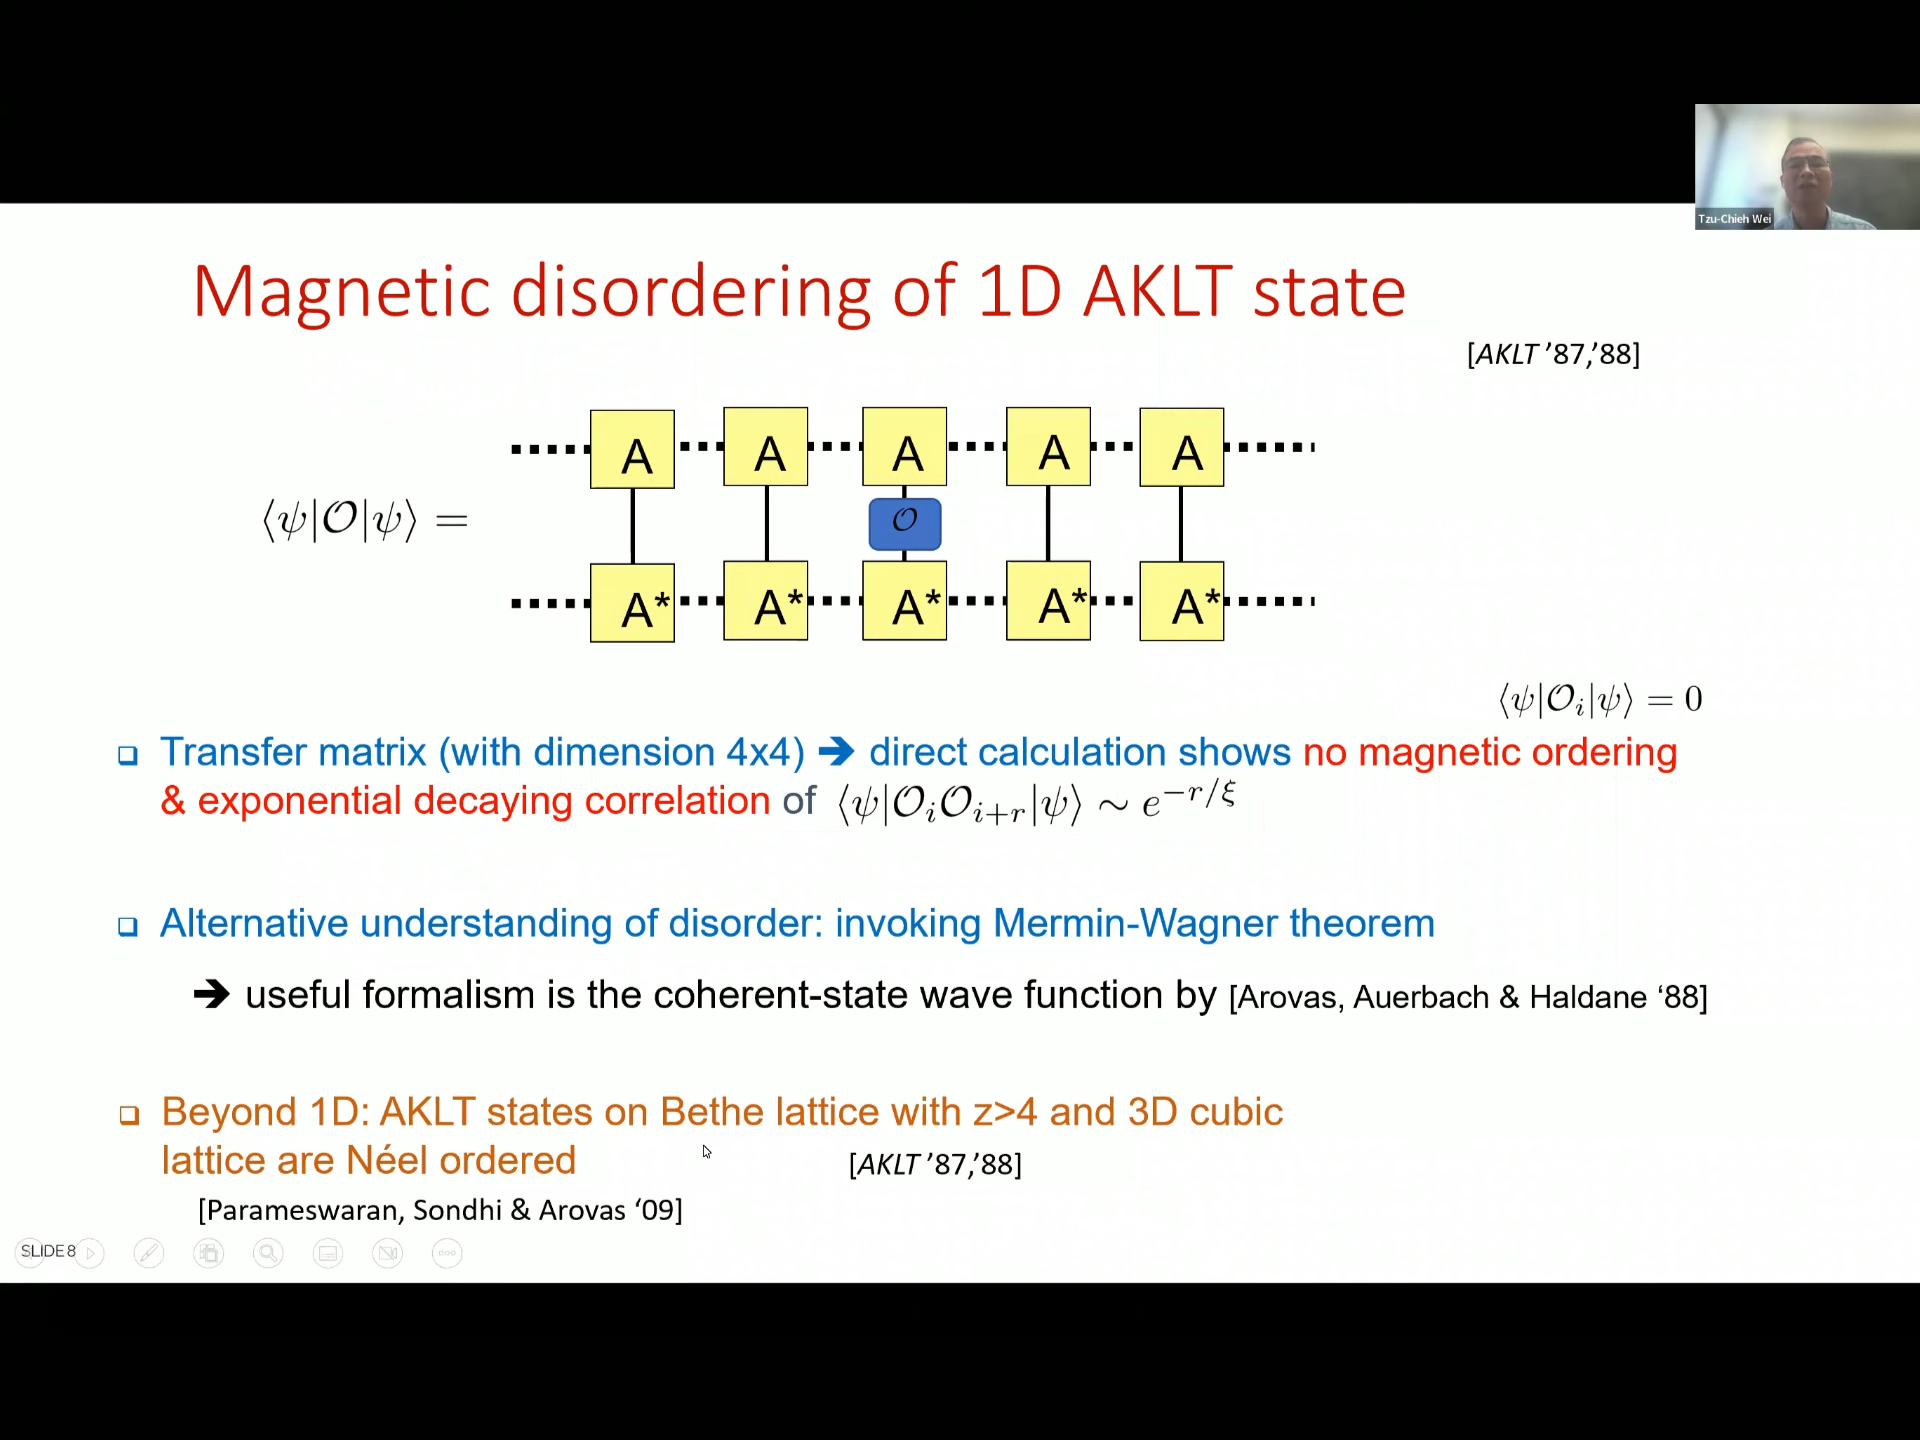 Tzu-Chieh Wei
Magnetic disordering of 1D AKLT state
[AKLT ’87,’88]
A A A A A
⟨ψ|𝒪|ψ⟩ =
𝒪
A* A* A* A* A*
⟨ψ|𝒪ᵢ|ψ⟩ = 0
❑ Transfer matrix (with dimension 4x4) ➔ direct calculation shows no magnetic ordering
& exponential decaying correlation of ⟨ψ|𝒪ᵢ𝒪ᵢ₊ᵣ|ψ⟩ ∼ e^{−r/ξ}
❑ Alternative understanding of disorder: invoking Mermin-Wagner theorem
➔ useful formalism is the coherent-state wave function by [Arovas, Auerbach & Haldane ‘88]
❑ Beyond 1D: AKLT states on Bethe lattice with z>4 and 3D cubic
lattice are Néel ordered [AKLT ’87,’88]
[Parameswaran, Sondhi & Arovas ‘09]
SLIDE 8